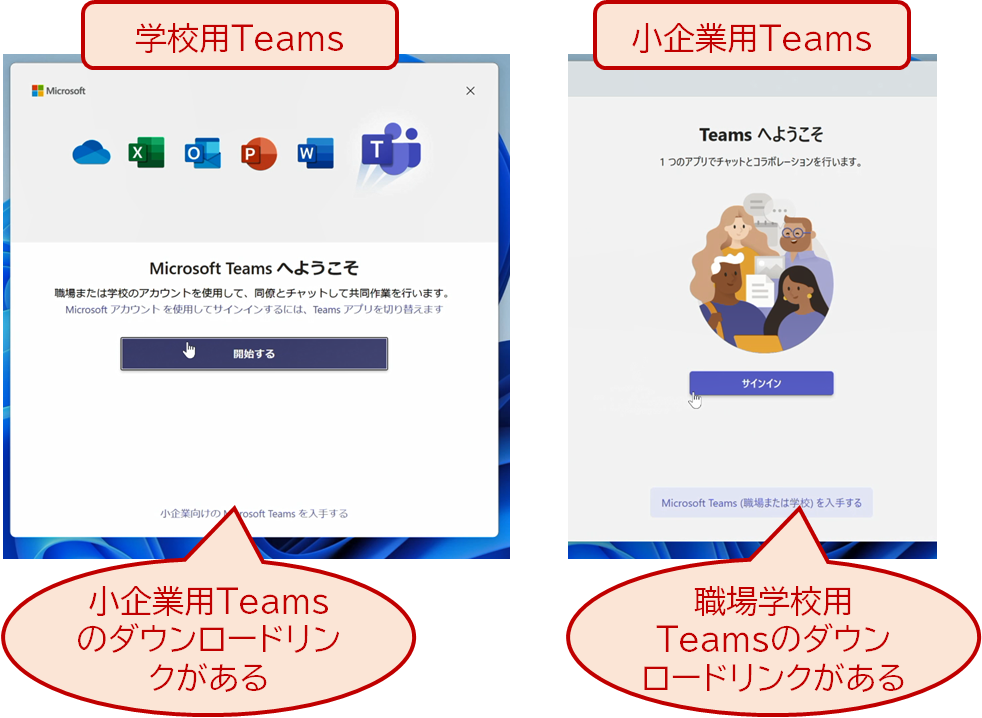 学校用Teams
Microsoft
X
O
P
W
T
Microsoft Teams へようこそ
職場または学校のアカウントを使用して、同僚とチャットして共同作業を行います。
Microsoft アカウント を使用してサインインするには、Teams アプリを切り替えます
開始する
小企業向けの Microsoft Teams を入手する
小企業用Teams
のダウンロードリン
クがある
小企業用Teams
Teams へようこそ
1 つのアプリでチャットとコラボレーションを行います。
サインイン
Microsoft Teams (職場または学校) を入手する
職場学校用
Teamsのダウン
ロードリンクがある